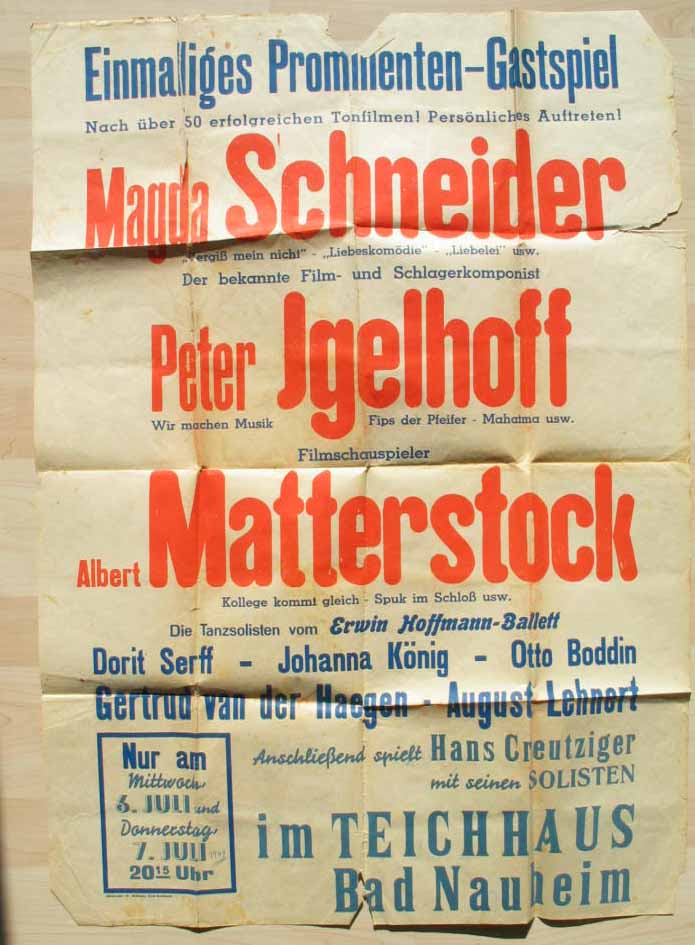 Einmaliges Prominenten-Gastspiel
Nach über 50 erfolgreichen Tonfilmen! Persönliches Auftreten!
Magda Schneider
„Vergiß mein nicht" - „Liebeskomödie" - „Liebelei" usw.
Der bekannte Film- und Schlagerkomponist
Peter Jgelhoff
Wir machen Musik Fips der Pfeifer - Mahatma usw.
Filmschauspieler
Albert Matterstock
Kollege kommt gleich - Spuk im Schloß usw.
Die Tanzsolisten vom Erwin Hoffmann-Ballett
Dorit Serff - Johanna König - Otto Boddin
Gertrud van der Haegen - August Lehnert
Nur am
Mittwoch,
6. JULI und
Donnerstag,
7. JULI
20 15 Uhr
Anschließend spielt Hans Creutziger
mit seinen SOLISTEN
im TEICHHAUS
Bad Nauheim